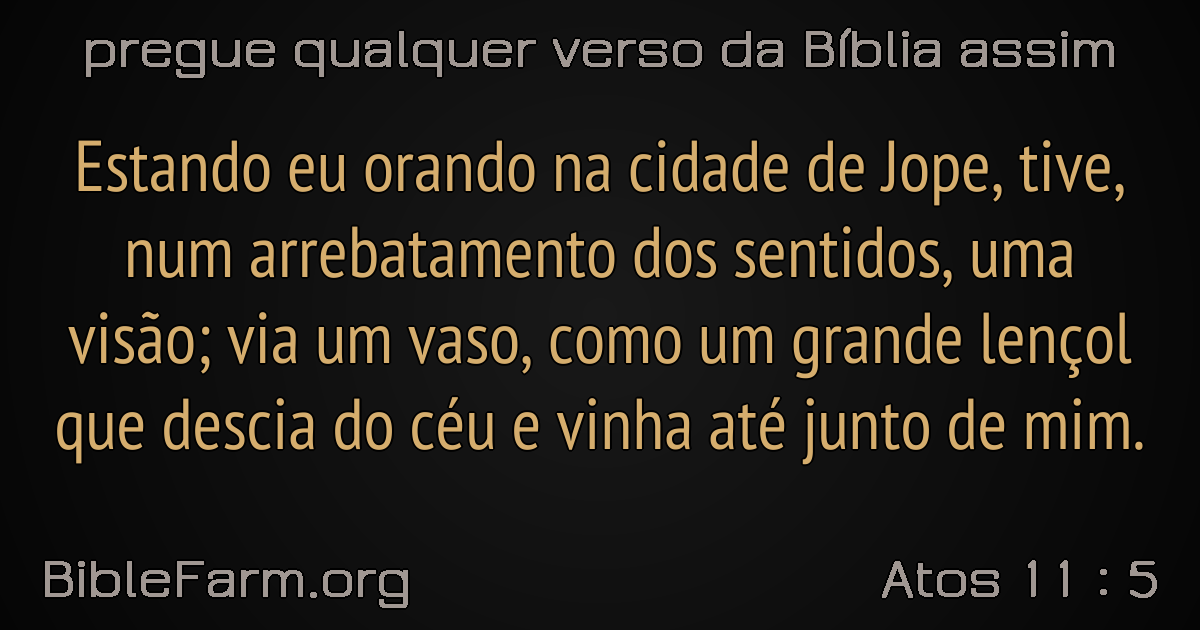 pregue qualquer verso da Bíblia assim
Estando eu orando na cidade de Jope, tive,
num arrebatamento dos sentidos, uma
visão; via um vaso, como um grande lençol
que descia do céu e vinha até junto de mim.
BibleFarm.org
Atos 11 : 5